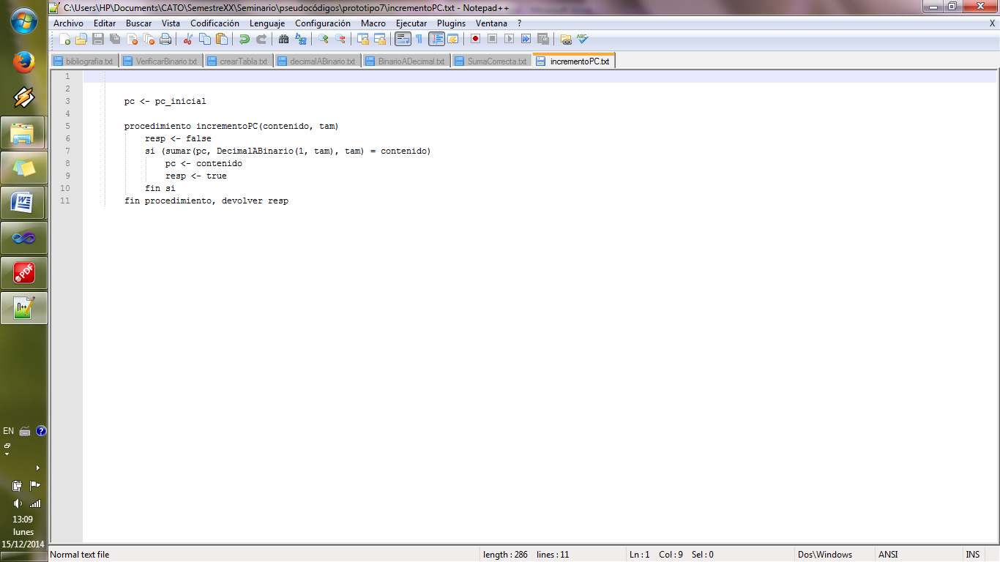 C:\Users\HP\Documents\CATO\SemestreXX\Seminario\pseudocódigos\prototipo7\incrementoPC.txt - Notepad++
Archivo Editar Buscar Vista Codificación Lenguaje Configuración Macro Ejecutar Plugins Ventana ? X
bibliografia.txt VerificarBinario.txt crearTabla.txt decimalABinario.txt BinarioADecimal.txt SumaCorrecta.txt incrementoPC.txt
1
2
3 pc <- pc_inicial
4
5 procedimiento incrementoPC(contenido, tam)
6 resp <- false
7 si (sumar(pc, DecimalABinario(1, tam), tam) = contenido)
8 pc <- contenido
9 resp <- true
10 fin si
11 fin procedimiento, devolver resp
EN
13:09
lunes
15/12/2014
Normal text file length : 286 lines : 11 Ln : 1 Col : 9 Sel : 0 Dos\Windows ANSI INS